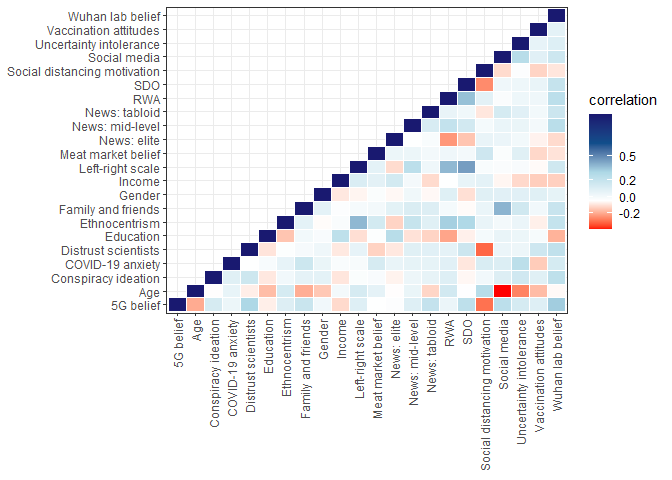 Wuhan lab belief
Vaccination attitudes
Uncertainty intolerance
Social media
Social distancing motivation
SDO
RWA
News: tabloid
News: mid-level
News: elite
Meat market belief
Left-right scale
Income
Gender
Family and friends
Ethnocentrism
Education
Distrust scientists
COVID-19 anxiety
Conspiracy ideation
Age
5G belief
5G belief
Age
Conspiracy ideation
COVID-19 anxiety
Distrust scientists
Education
Ethnocentrism
Family and friends
Gender
Income
Left-right scale
Meat market belief
News: elite
News: mid-level
News: tabloid
RWA
SDO
Social distancing motivation
Social media
Uncertainty intolerance
Vaccination attitudes
Wuhan lab belief
correlation
0.5
0.2
0.0
-0.2